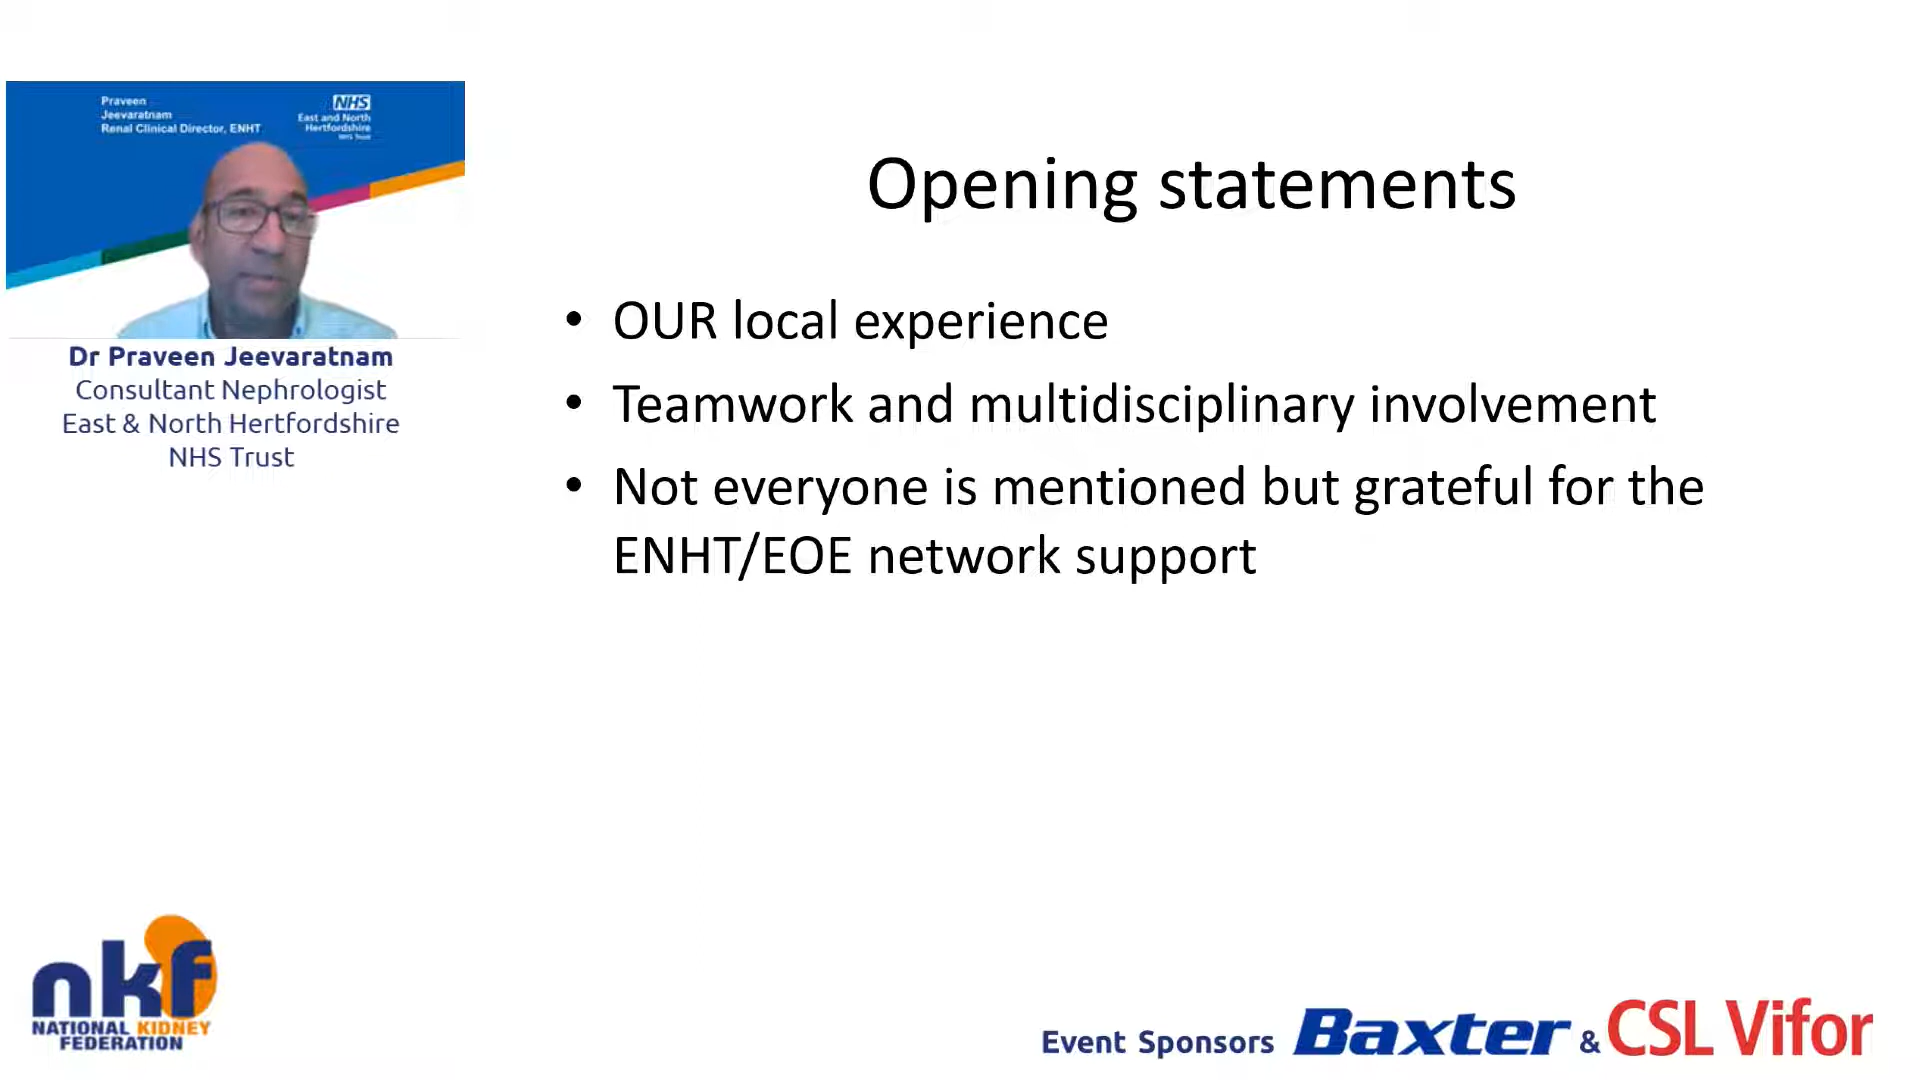 Praveen
Jeevaratnam
Renal Clinical Director, ENHT
NHS
East and North
Hertfordshire
NHS Trust
Dr Praveen Jeevaratnam
Consultant Nephrologist
East & North Hertfordshire
NHS Trust
Opening statements
• OUR local experience
• Teamwork and multidisciplinary involvement
• Not everyone is mentioned but grateful for the
ENHT/EOE network support
nkf
NATIONAL KIDNEY
FEDERATION
Event Sponsors Baxter & CSL Vifor